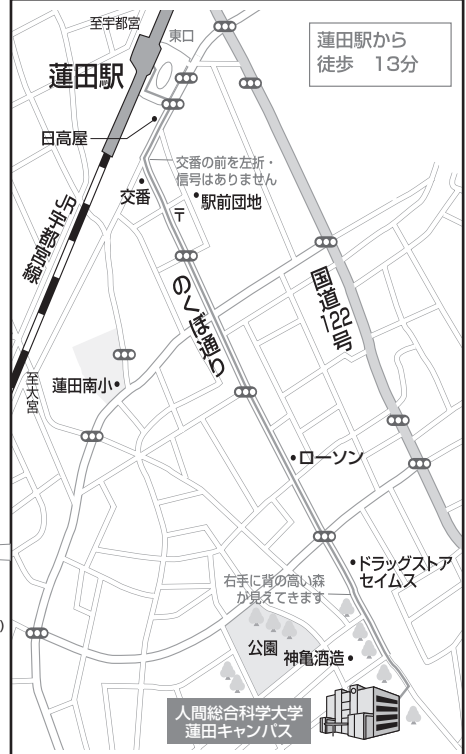 至宇都宮
東口
蓮田駅から
徒歩 13分
蓮田駅
日高屋
交番の前を左折・
信号はありません
交番
〒
駅前団地
JR宇都宮線
のくぼ通り
国道122号
至大宮
蓮田南小
ローソン
ドラッグストア
セイムス
右手に背の高い森
が見えてきます
公園
神亀酒造
人間総合科学大学
蓮田キャンパス
)